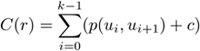 C(r) = \sum_{i=0}^{k-1} (p(u_i, u_{i+1}) + c)